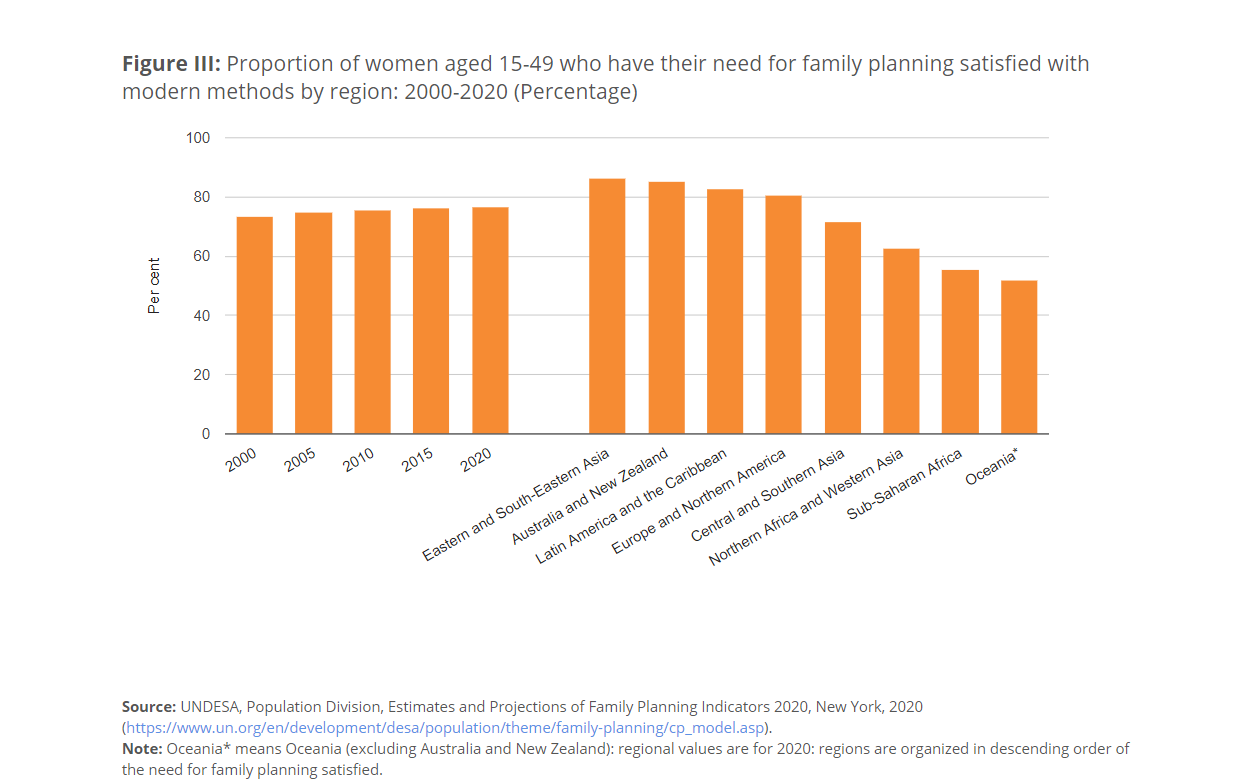 Figure III: Proportion of women aged 15-49 who have their need for family planning satisfied with
modern methods by region: 2000-2020 (Percentage)
100
80
60
40
20
0
Per cent
2000
2005
2010
2015
2020
Eastern and South-Eastern Asia
Australia and New Zealand
Latin America and the Caribbean
Europe and Northern America
Central and Southern Asia
Northern Africa and Western Asia
Sub-Saharan Africa
Oceania*
Source: UNDESA, Population Division, Estimates and Projections of Family Planning Indicators 2020, New York, 2020
(https://www.un.org/en/development/desa/population/theme/family-planning/cp_model.asp).
Note: Oceania* means Oceania (excluding Australia and New Zealand): regional values are for 2020: regions are organized in descending order of
the need for family planning satisfied.